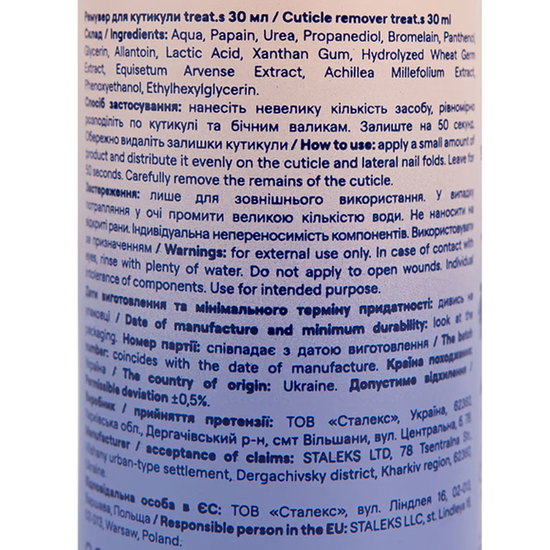 Ремувер для кутикули treat.s 30 мл / Cuticle remover treat.s 30 ml
Склад / Ingredients: Aqua, Papain, Urea, Propanediol, Bromelain, Panthenol,
Glycerin, Allantoin, Lactic Acid, Xanthan Gum, Hydrolyzed Wheat Germ
Extract, Equisetum Arvense Extract, Achillea Millefolium Extract,
Phenoxyethanol, Ethylhexylglycerin.
Спосіб застосування: нанесіть невелику кількість засобу, рівномірно
розподіліть по кутикулі та бічним валикам. Залиште на 50 секунд.
Обережно видаліть залишки кутикули / How to use: apply a small amount of
product and distribute it evenly on the cuticle and lateral nail folds. Leave for
50 seconds. Carefully remove the remains of the cuticle.
Застереження: лише для зовнішнього використання. У випадку
потрапляння у очі промити великою кількістю води. Не наносити на
відкриті рани. Індивідуальна непереносимість компонентів. Використовувати
за призначенням / Warnings: for external use only. In case of contact with
eyes, rinse with plenty of water. Do not apply to open wounds. Individual
intolerance of components. Use for intended purpose.
Дати виготовлення та мінімального терміну придатності: дивись на
упаковці / Date of manufacture and minimum durability: look at the
packaging. Номер партії: співпадає з датою виготовлення / The batch
number: coincides with the date of manufacture. Країна походження:
Україна / The country of origin: Ukraine. Допустиме відхилення /
Permissible deviation ±0,5%.
Виробник / прийняття претензії: ТОВ «Сталекс», Україна, 62360,
Харківська обл., Дергачівський р-н, смт Вільшани, вул. Центральна, б. 78
Manufacturer / acceptance of claims: STALEKS LTD, 78 Tsentralna Str.,
Vilshany urban-type settlement, Dergachivsky district, Kharkiv region, 62360,
Ukraine.
Відповідальна особа в ЄС: ТОВ «Сталекс», вул. Ліндлея 16, 02-013,
Варшава, Польща / Responsible person in the EU: STALEKS LLC, st. Lindleya 16,
02-013, Warsaw, Poland.